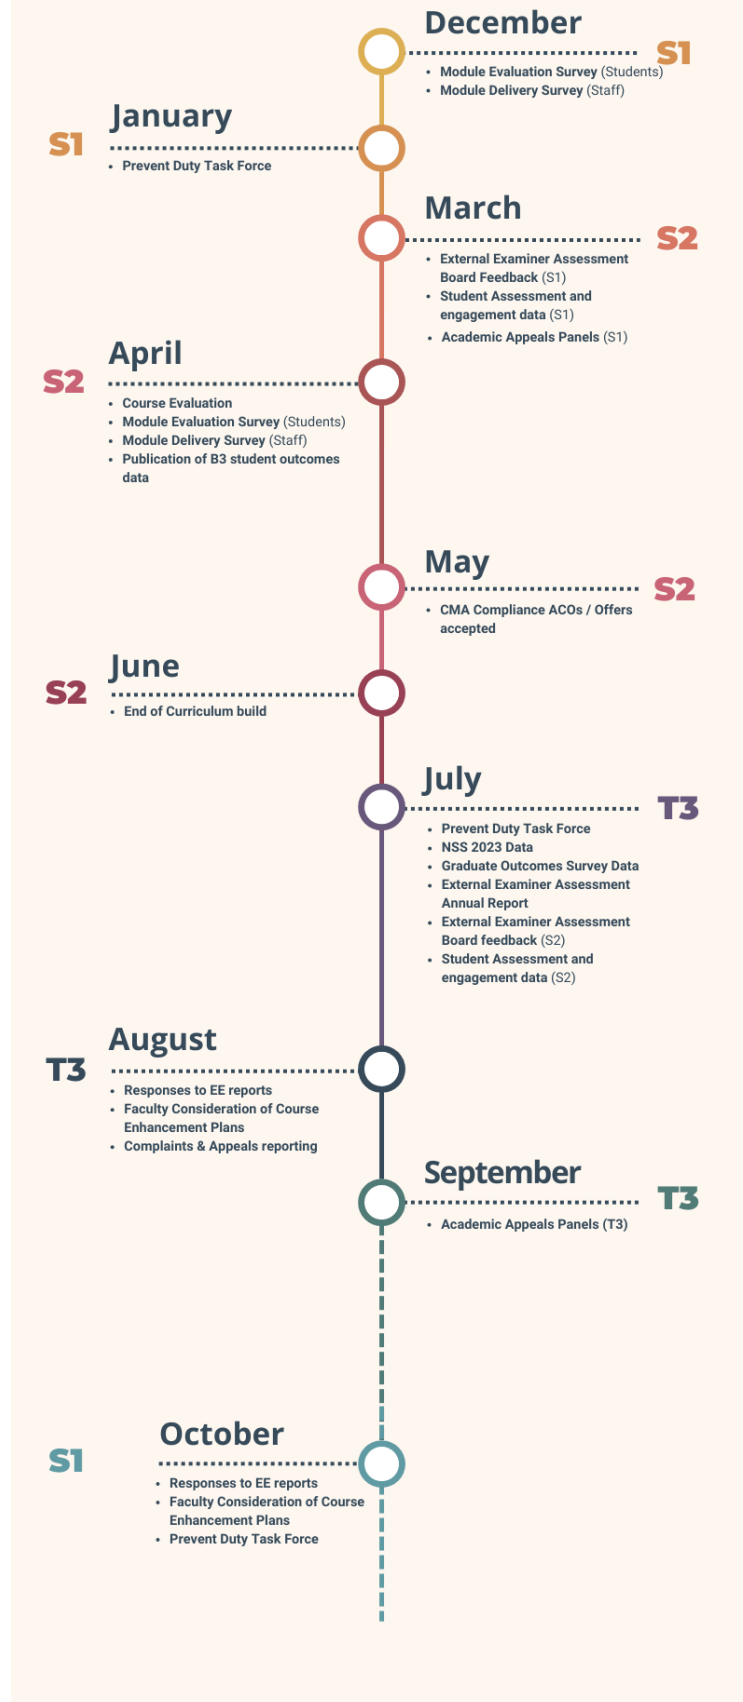 December
S1
• Module Evaluation Survey (Students)
• Module Delivery Survey (Staff)
January
S1
• Prevent Duty Task Force
March
S2
• External Examiner Assessment
Board Feedback (S1)
• Student Assessment and
engagement data (S1)
• Academic Appeals Panels (S1)
April
S2
• Course Evaluation
• Module Evaluation Survey (Students)
• Module Delivery Survey (Staff)
• Publication of B3 student outcomes
data
May
S2
• CMA Compliance ACOs / Offers
accepted
June
S2
• End of Curriculum build
July
T3
• Prevent Duty Task Force
• NSS 2023 Data
• Graduate Outcomes Survey Data
• External Examiner Assessment
Annual Report
• External Examiner Assessment
Board feedback (S2)
• Student Assessment and
engagement data (S2)
August
T3
• Responses to EE reports
• Faculty Consideration of Course
Enhancement Plans
• Complaints & Appeals reporting
September
T3
• Academic Appeals Panels (T3)
October
S1
• Responses to EE reports
• Faculty Consideration of Course
Enhancement Plans
• Prevent Duty Task Force